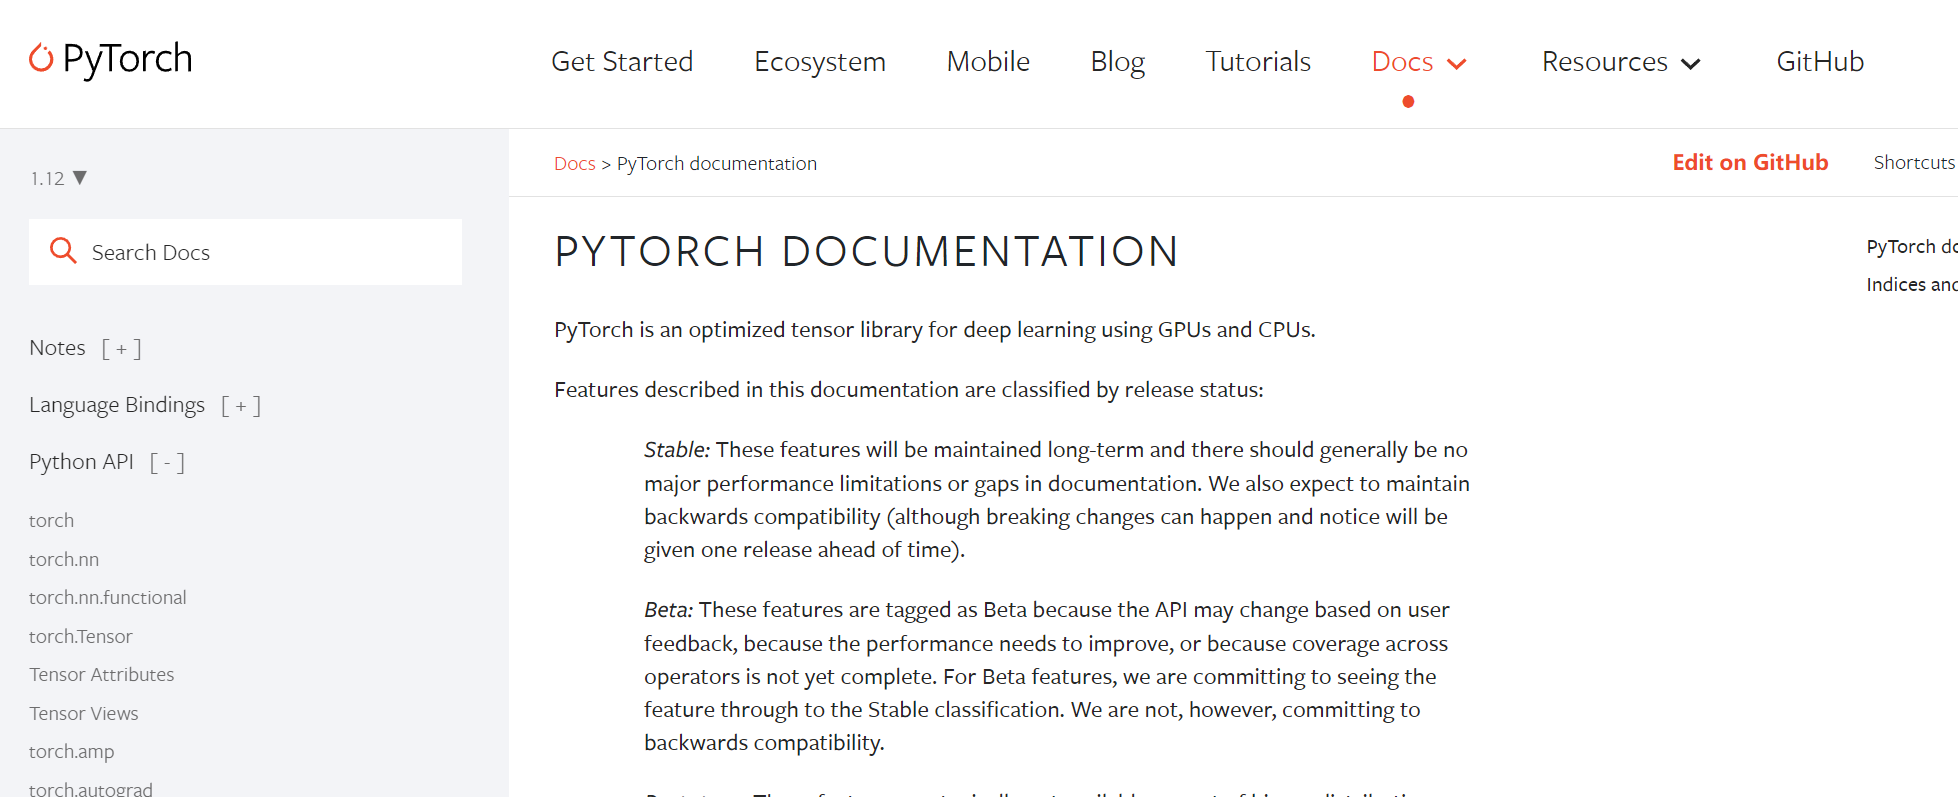 PyTorch
Get Started
Ecosystem
Mobile
Blog
Tutorials
Docs
Resources
GitHub
1.12 ▼
Search Docs
Notes [ + ]
Language Bindings [ + ]
Python API [ - ]
torch
torch.nn
torch.nn.functional
torch.Tensor
Tensor Attributes
Tensor Views
torch.amp
torch.autograd
Docs > PyTorch documentation
Edit on GitHub
Shortcuts
PYTORCH DOCUMENTATION
PyTorch is an optimized tensor library for deep learning using GPUs and CPUs.
Features described in this documentation are classified by release status:
Stable: These features will be maintained long-term and there should generally be no
major performance limitations or gaps in documentation. We also expect to maintain
backwards compatibility (although breaking changes can happen and notice will be
given one release ahead of time).
Beta: These features are tagged as Beta because the API may change based on user
feedback, because the performance needs to improve, or because coverage across
operators is not yet complete. For Beta features, we are committing to seeing the
feature through to the Stable classification. We are not, however, committing to
backwards compatibility.
PyTorch do
Indices and